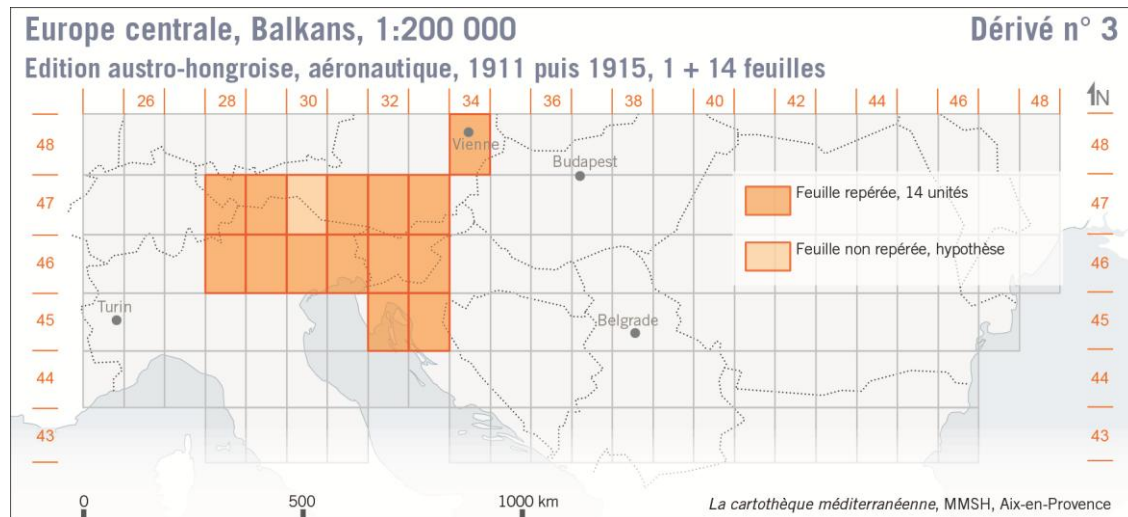 Europe centrale, Balkans, 1:200 000
Dérivé n° 3
Edition austro-hongroise, aéronautique, 1911 puis 1915, 1 + 14 feuilles
26 28 30 32 34 36 38 40 42 44 46 48
N
48 Vienne 48
Budapest
47 Feuille repérée, 14 unités 47
46 Feuille non repérée, hypothèse 46
Turin
45 Belgrade 45
44 44
43 43
0 500 1000 km
La cartothèque méditerranéenne, MMSH, Aix-en-Provence